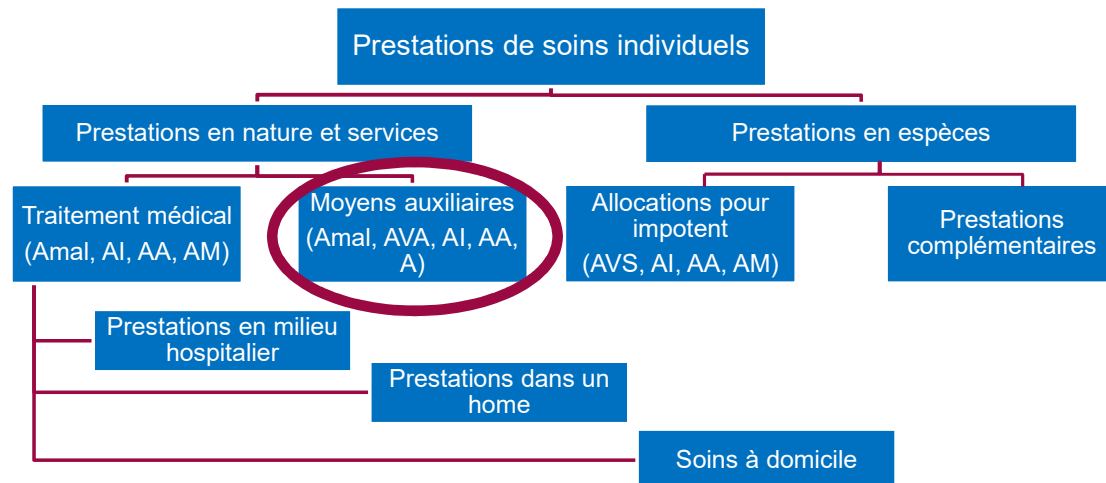 Prestations de soins individuels
Prestations en nature et services
Prestations en espèces
Traitement médical
(Amal, AI, AA, AM)
Moyens auxiliaires
(Amal, AVA, AI, AA,
A)
Allocations pour
impotent
(AVS, AI, AA, AM)
Prestations
complémentaires
Prestations en milieu
hospitalier
Prestations dans un
home
Soins à domicile